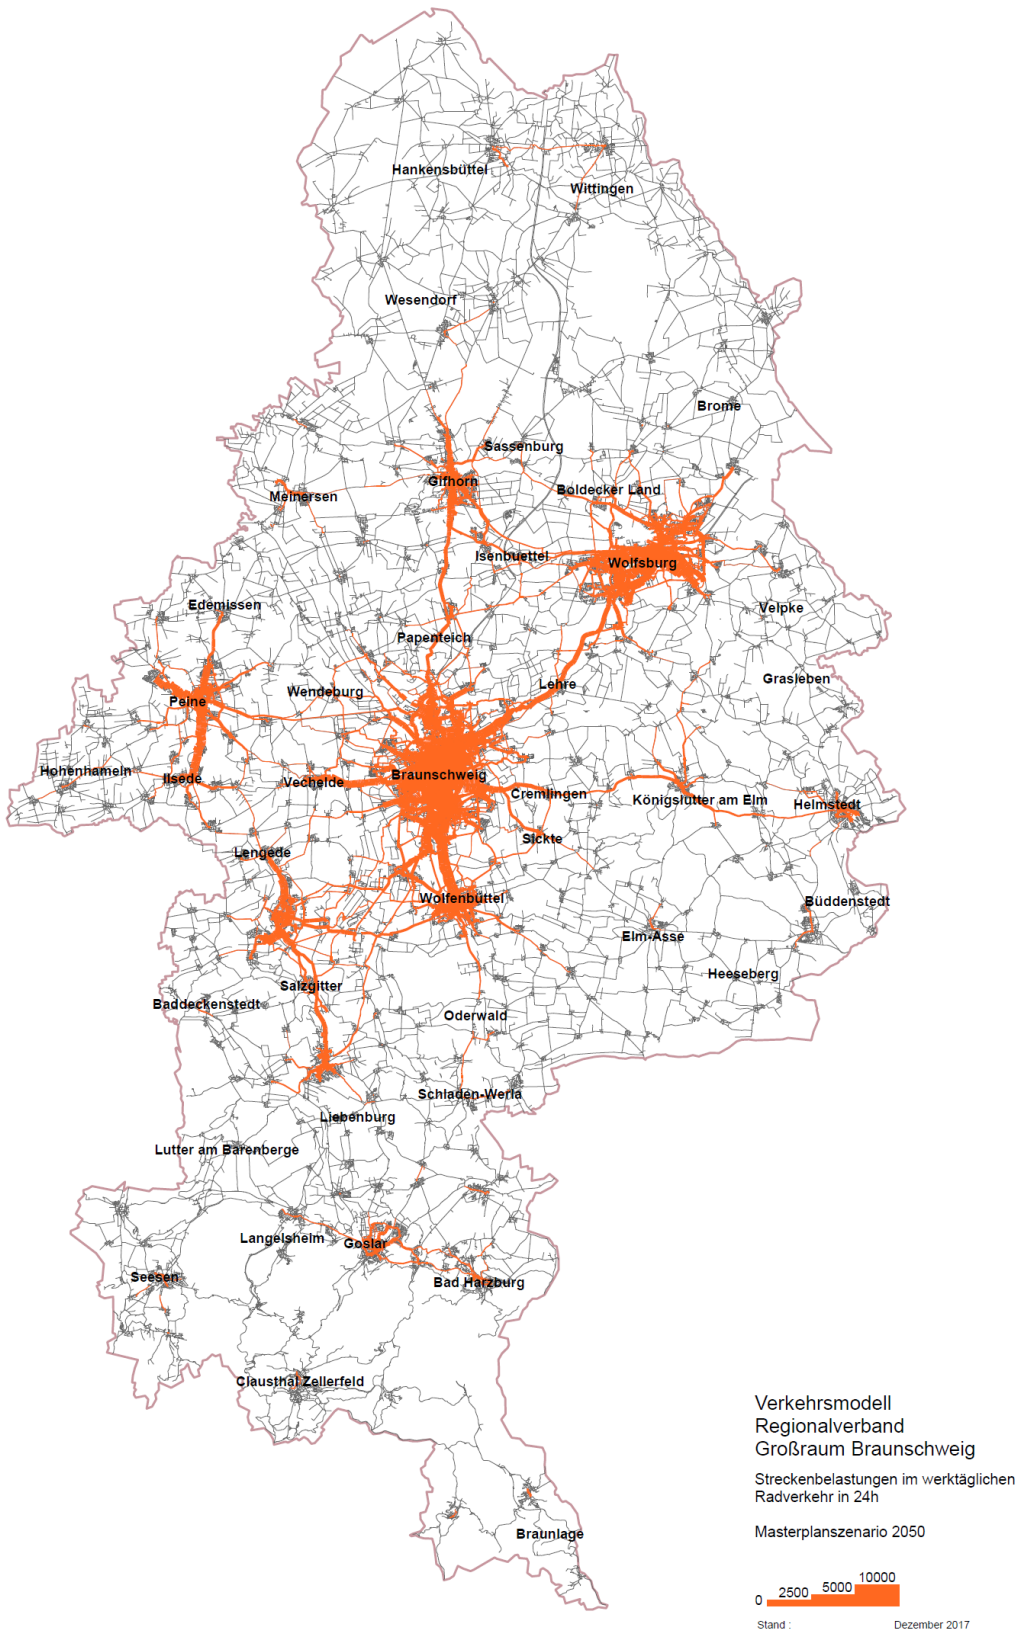 Hankensbüttel
Wittingen
Wesendorf
Brome
Sassenburg
Gifhorn
Boldecker Land
Meinersen
Isenbuettel
Wolfsburg
Edemissen
Velpke
Papenteich
Grasleben
Lehre
Wendeburg
Peine
Hohenhameln
Ilsede
Braunschweig
Vechelde
Cremlingen
Königslutter am Elm
Helmstedt
Sickte
Lengede
Wolfenbüttel
Büddenstedt
Elm-Asse
Heeseberg
Salzgitter
Baddeckenstedt
Oderwald
Schladen-Werla
Liebenburg
Lutter am Barenberge
Langelsheim
Goslar
Seesen
Bad Harzburg
Clausthal Zellerfeld
Braunlage
Verkehrsmodell
Regionalverband
Großraum Braunschweig
Streckenbelastungen im werktäglichen
Radverkehr in 24h
Masterplanszenario 2050
0 2500 5000 10000
Stand : Dezember 2017